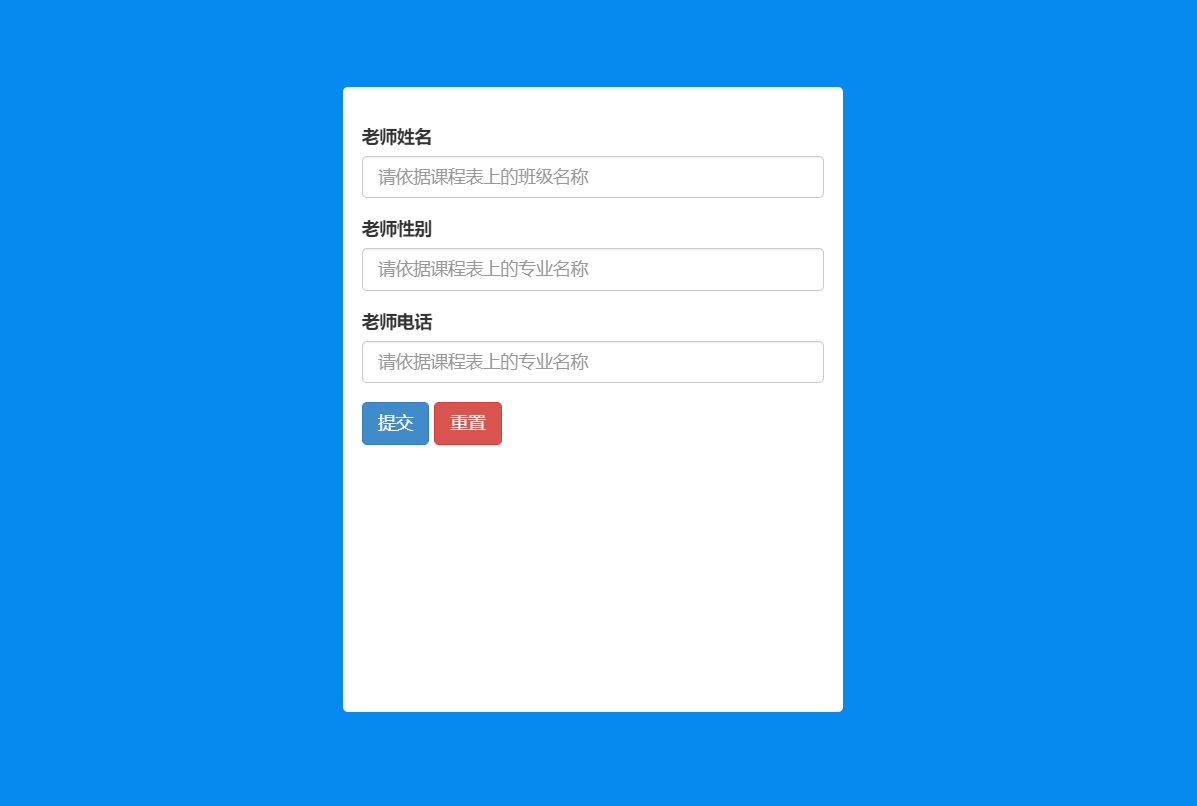 老师姓名
请依据课程表上的班级名称
老师性别
请依据课程表上的专业名称
老师电话
请依据课程表上的专业名称
提交 重置